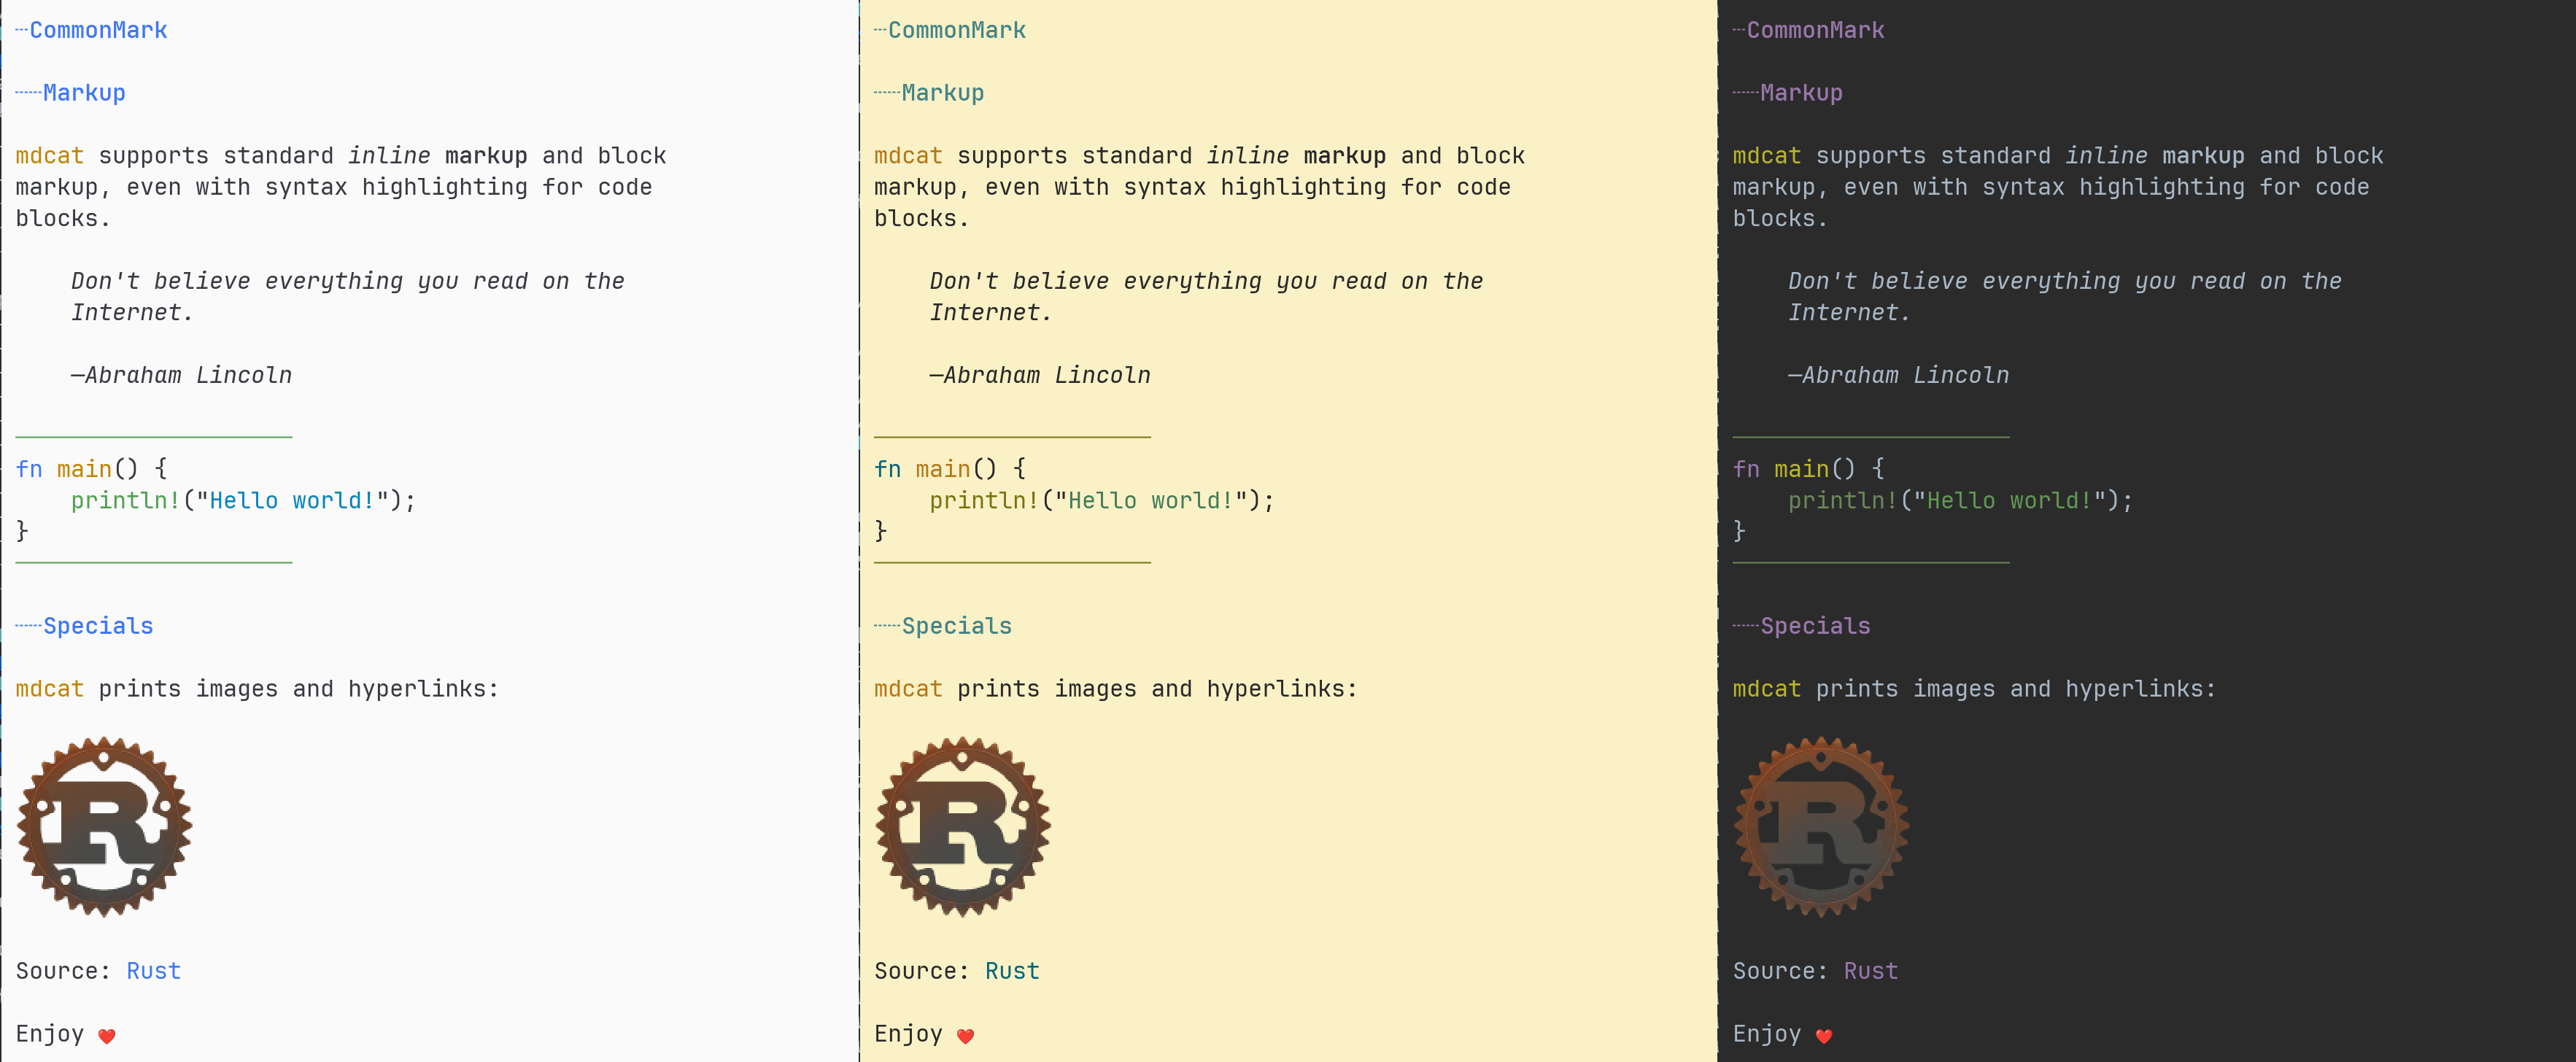 ┄CommonMark
┄┄Markup
mdcat supports standard inline markup and block
markup, even with syntax highlighting for code
blocks.
Don't believe everything you read on the
Internet.
—Abraham Lincoln
fn main() {
println!("Hello world!");
}
┄┄Specials
mdcat prints images and hyperlinks:
R
Source: Rust
Enjoy ❤️
┄CommonMark
┄┄Markup
mdcat supports standard inline markup and block
markup, even with syntax highlighting for code
blocks.
Don't believe everything you read on the
Internet.
—Abraham Lincoln
fn main() {
println!("Hello world!");
}
┄┄Specials
mdcat prints images and hyperlinks:
R
Source: Rust
Enjoy ❤️
┄CommonMark
┄┄Markup
mdcat supports standard inline markup and block
markup, even with syntax highlighting for code
blocks.
Don't believe everything you read on the
Internet.
—Abraham Lincoln
fn main() {
println!("Hello world!");
}
┄┄Specials
mdcat prints images and hyperlinks:
R
Source: Rust
Enjoy ❤️